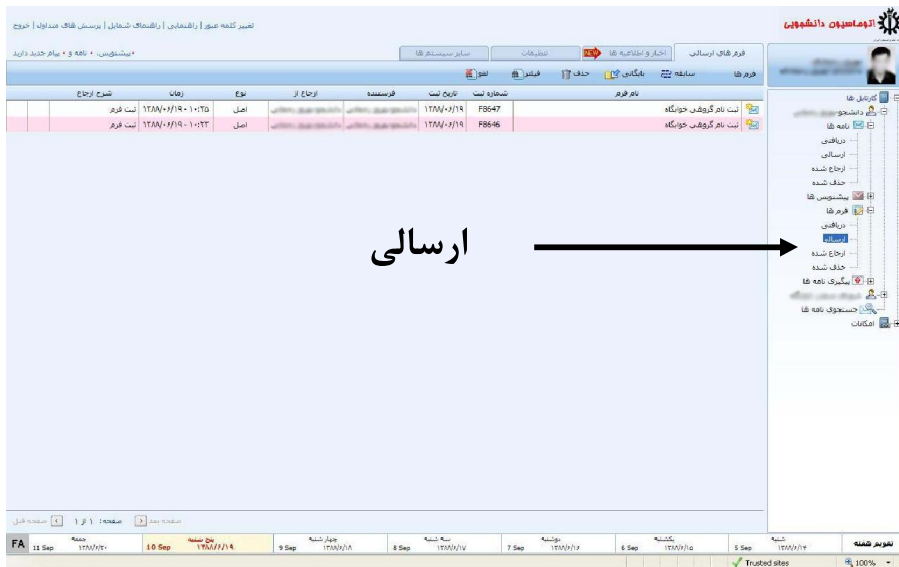 اتوماسیون دانشجویی
تغییر کلمه عبور | راهنمایی | راهنمای شمایل | پرسش های متداول | خروج
فرم های ارسالی
اخبار و اطلاعیه ها NEW
تنظیمات
سایر سیستم ها
۰ پیشنویس، ۰ نامه و ۰ پیام جدید دارید
فرم ها سابقه بایگانی حذف فیلتر لغو
نام فرم شماره ثبت تاریخ ثبت فرستنده ارجاع از نوع زمان شرح ارجاع
ثبت نام گروهی خوابگاه FB647 ۱۳۸۸/۰۶/۱۹ اصل ۱۳۸۸/۰۶/۱۹ - ۱۰:۲۵ ثبت فرم
ثبت نام گروهی خوابگاه FB646 ۱۳۸۸/۰۶/۱۹ اصل ۱۳۸۸/۰۶/۱۹ - ۱۰:۲۳ ثبت فرم
کارتابل ها
دانشجو
نامه ها
دریافتی
ارسالی
ارجاع شده
حذف شده
پیشنویس ها
فرم ها
دریافتی
ارسالی
ارجاع شده
حذف شده
پیگیری نامه ها
جستجوی نامه ها
امکانات
ارسالی
صفحه بعد صفحه: ۱ از ۱ صفحه قبل
تقویم هفته
شنبه ۱۳۸۸/۶/۱۴ 5 Sep
یکشنبه ۱۳۸۸/۶/۱۵ 6 Sep
دوشنبه ۱۳۸۸/۶/۱۶ 7 Sep
سه شنبه ۱۳۸۸/۶/۱۷ 8 Sep
چهار شنبه ۱۳۸۸/۶/۱۸ 9 Sep
پنج شنبه ۱۳۸۸/۶/۱۹ 10 Sep
جمعه ۱۳۸۸/۶/۲۰ 11 Sep
FA
Trusted sites 100%